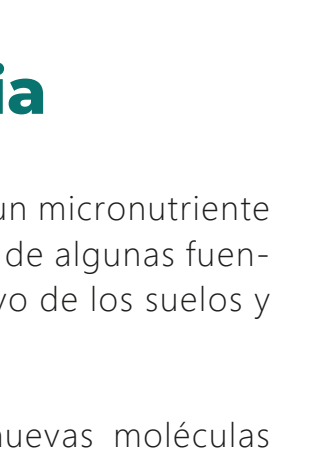 ia
un micronutriente
de algunas fuen-
vo de los suelos y
nuevas moléculas